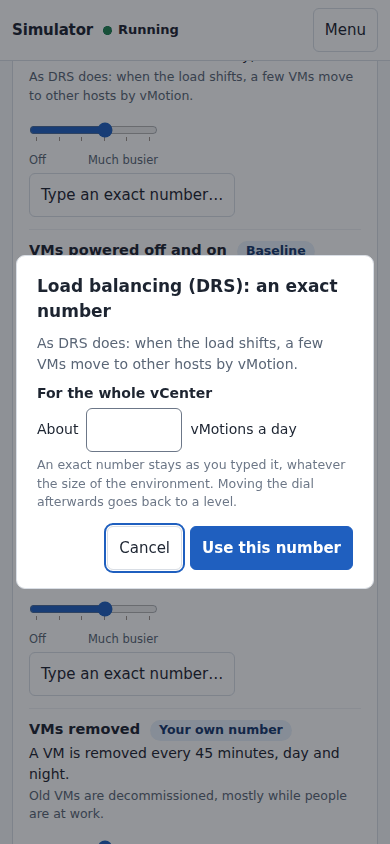 Simulator Running Menu
As DRS does: when the load shifts, a few VMs move
to other hosts by vMotion.
Off Much busier
Type an exact number…
VMs powered off and on Baseline
Load balancing (DRS): an exact
number
As DRS does: when the load shifts, a few
VMs move to other hosts by vMotion.
For the whole vCenter
About vMotions a day
An exact number stays as you typed it, whatever
the size of the environment. Moving the dial
afterwards goes back to a level.
Cancel Use this number
Off Much busier
Type an exact number…
VMs removed Your own number
A VM is removed every 45 minutes, day and
night.
Old VMs are decommissioned, mostly while people
are at work.